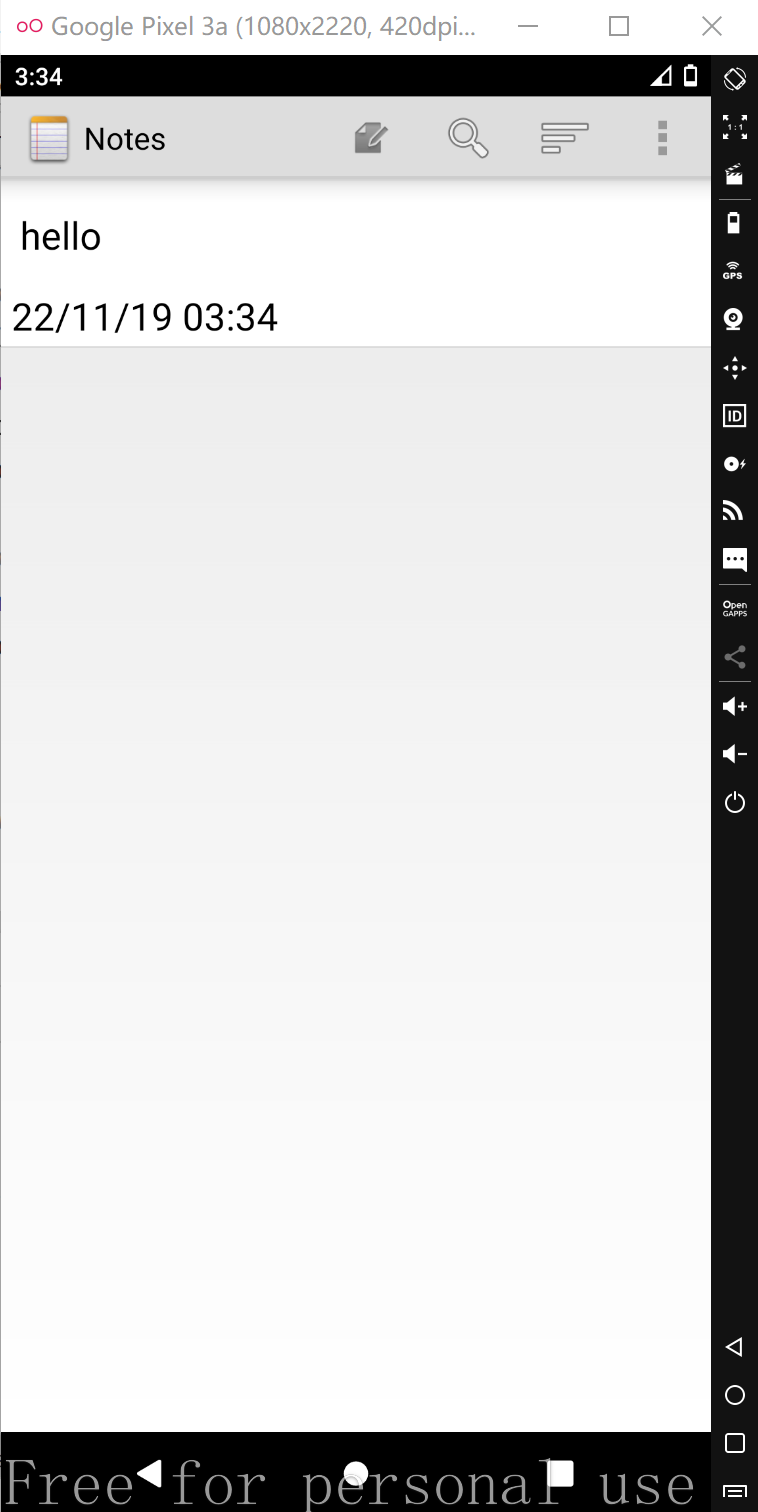 Google Pixel 3a (1080x2220, 420dpi...
3:34
1:1
Notes
GPS
hello
22/11/19 03:34
ID
Open
GAPPS
Free for personal use